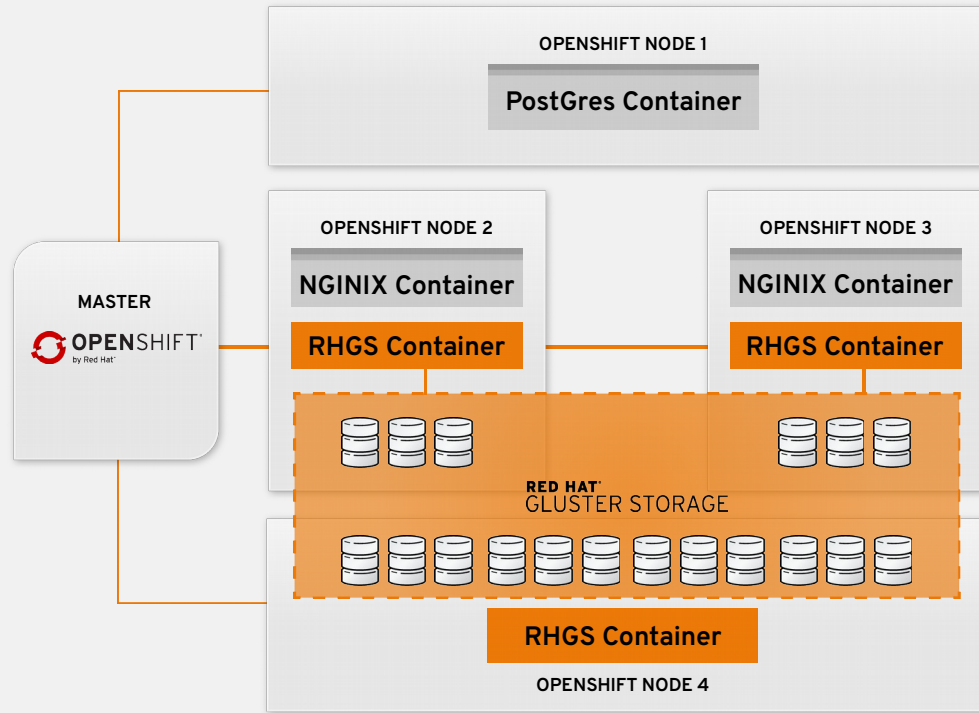 OPENSHIFT NODE 1
PostGres Container
OPENSHIFT NODE 2
NGINIX Container
RHGS Container
OPENSHIFT NODE 3
NGINIX Container
RHGS Container
MASTER
OPENSHIFT
by Red Hat
RED HAT
GLUSTER STORAGE
RHGS Container
OPENSHIFT NODE 4